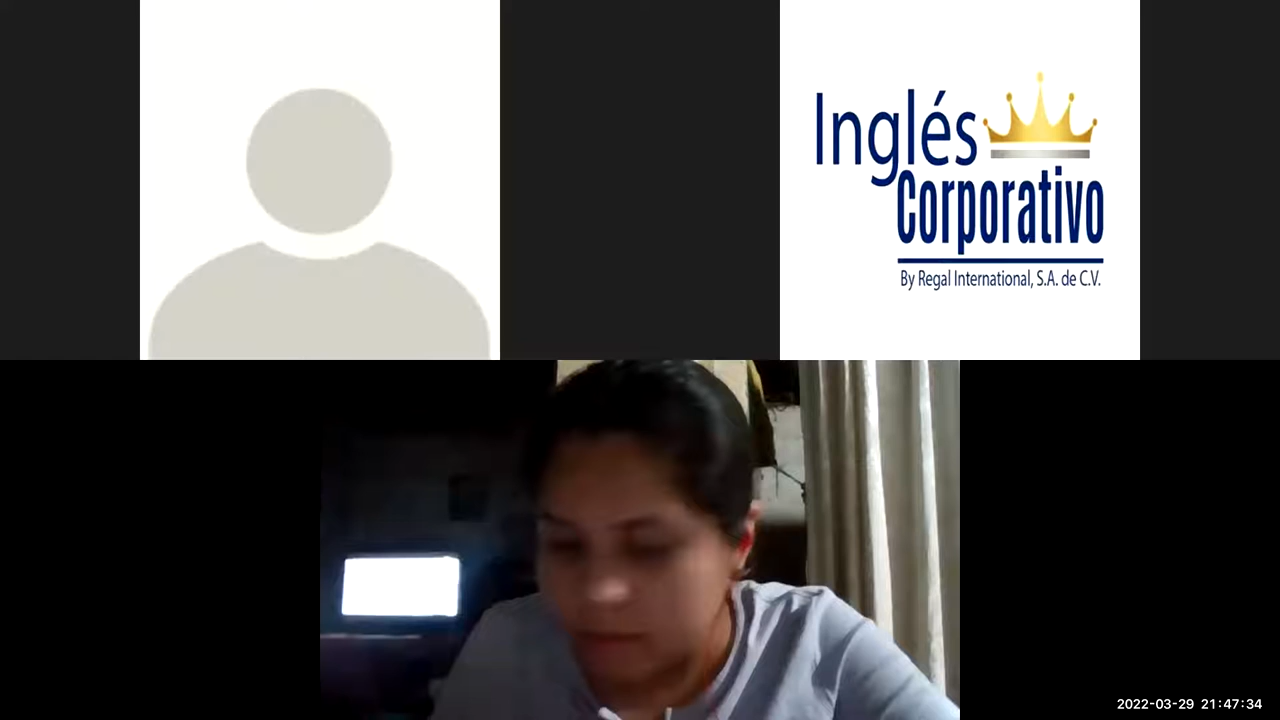 Inglés
Corporativo
By Regal International, S.A. de C.V.
2022-03-29 21:47:34